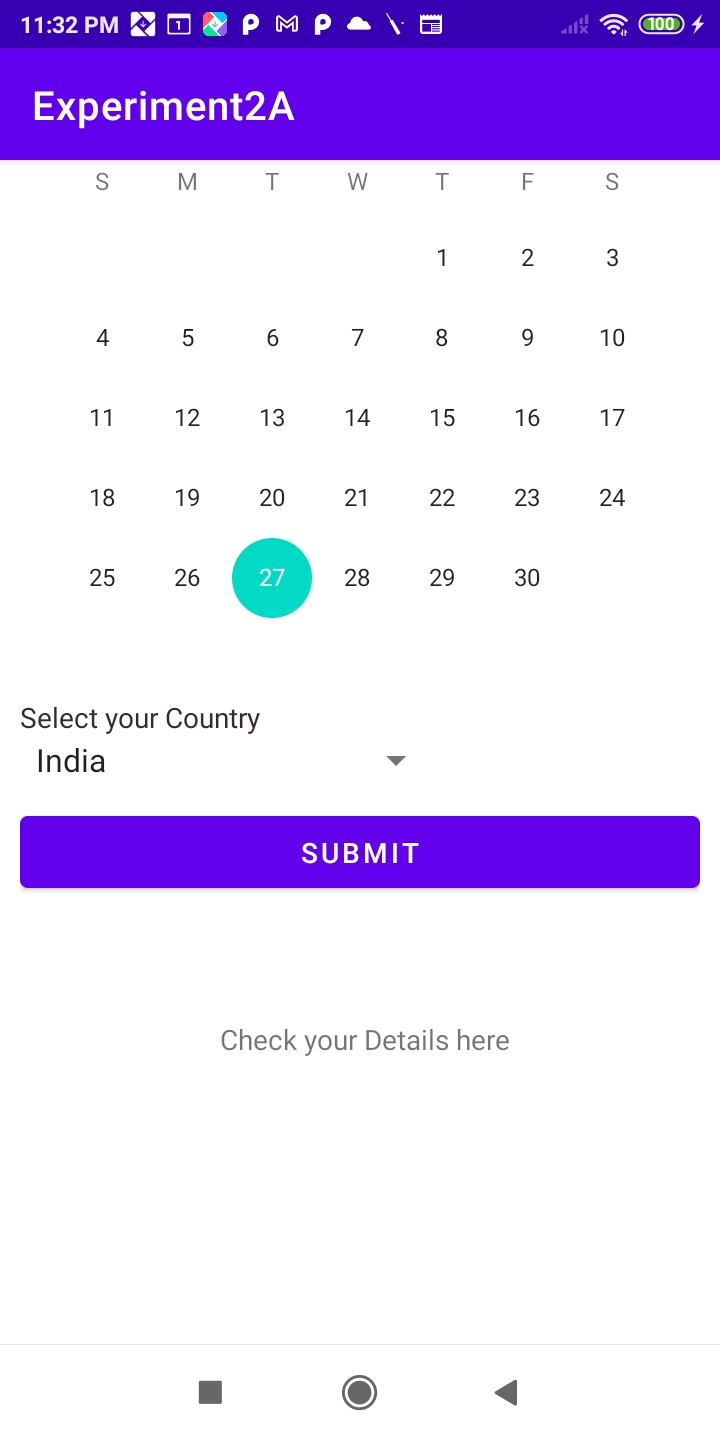 11:32 PM 1 100
Experiment2A
S M T W T F S
1 2 3
4 5 6 7 8 9 10
11 12 13 14 15 16 17
18 19 20 21 22 23 24
25 26 27 28 29 30
Select your Country
India
SUBMIT
Check your Details here